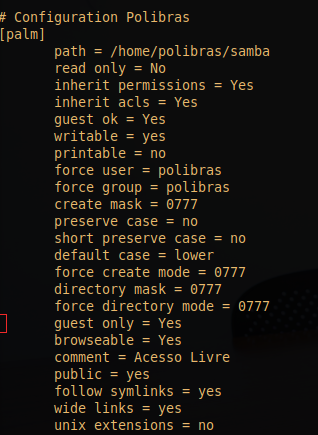 # Configuration Polibras
[palm]
path = /home/polibras/samba
read only = No
inherit permissions = Yes
inherit acls = Yes
guest ok = Yes
writable = yes
printable = no
force user = polibras
force group = polibras
create mask = 0777
preserve case = no
short preserve case = no
default case = lower
force create mode = 0777
directory mask = 0777
force directory mode = 0777
guest only = Yes
browseable = Yes
comment = Acesso Livre
public = yes
follow symlinks = yes
wide links = yes
unix extensions = no